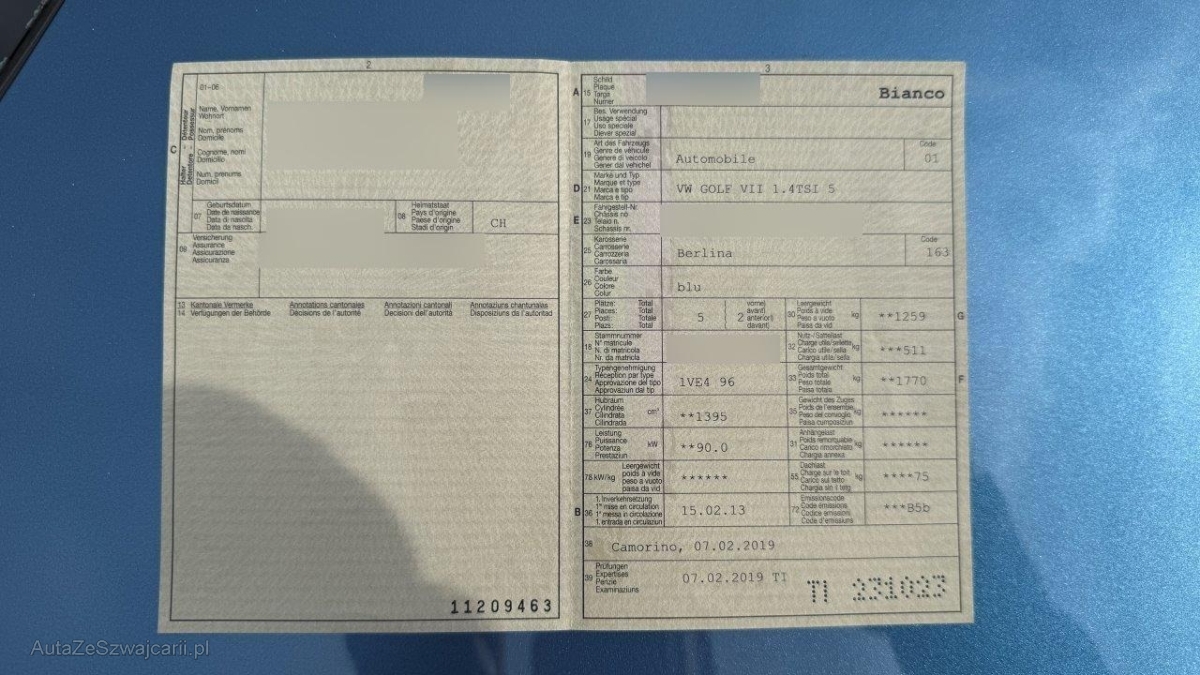 2
01-06
Name, Vornamen
Wohnort
Nom, prénoms
Domicile
Cognome, nomi
Domicilio
Num, prenums
Domicil
C
Halter - Détenteur
Detentore - Possessur
07
Geburtsdatum
Date de naissance
Data di nascita
Data da nasch.
08
Heimatstaat
Pays d'origine
Paese d'origine
Stadi d'origin
CH
09
Versicherung
Assurance
Assicurazione
Assicuranza
13 Kantonale Vermerke Annotations cantonales Annotazioni cantonali Annotaziuns chantunalas
14 Verfügungen der Behörde Décisions de l'autorité Decisioni dell'autorità Disposiziuns da l'autoritad
11209463
3
A 15
Schild
Plaque
Targa
Numer
Bianco
17
Bes. Verwendung
Usage spécial
Uso speciale
Diever spezial
19
Art des Fahrzeugs
Genre de véhicule
Genere di veicolo
Gener dal vehichel
Automobile
Code
01
D 21
Marke und Typ
Marque et type
Marca e tipo
Marca e tip
VW GOLF VII 1.4TSI 5
E 23
Fahrgestell-Nr.
Châssis no
Telaio n.
Schassis nr.
25
Karosserie
Carrosserie
Carrozzeria
Carossaria
Berlina
Code
163
26
Farbe
Couleur
Colore
Colur
blu
27
Plätze: Total
Places: Total
Posti: Totale
Plazs: Total
5
2
vorne)
avant)
anteriori)
davant)
30
Leergewicht
Poids à vide
Peso a vuoto
Paisa da vid
kg
**1259
G
18
Stammnummer
N° matricule
N. di matricola
Nr. da matricla
32
Nutz-/Sattellast
Charge utile/sellette
Carico utile/sella
Chargia utila/sella
kg
***511
24
Typengenehmigung
Réception par type
Approvazione del tipo
Approvaziun dal tip
1VE4 96
33
Gesamtgewicht
Poids total
Peso totale
Paisa totala
kg
**1770
F
37
Hubraum
Cylindrée
Cilindrata
Cilindrada
cm³
**1395
35
Gewicht des Zuges
Poids de l'ensemble
Peso del convoglio
Paisa cumposiziun
kg
******
76
Leistung
Puissance
Potenza
Prestaziun
kW
**90.0
31
Anhängelast
Poids remorquable
Carico rimorchiato
Chargia annexa
kg
******
78 kW/kg
Leergewicht
poids à vide
peso a vuoto
paisa da vid
******
55
Dachlast
Charge sur le toit
Carico sul tetto
Chargia sin il tetg
kg
****75
B 36
1. Inverkehrsetzung
1re mise en circulation
1. messa in circolazione
1. entrada en circulaziun
15.02.13
72
Emissionscode
Code émissions
Codice emissioni
Code d'emissiuns
***B5b
38
Camorino, 07.02.2019
39
Prüfungen
Expertises
Perizie
Examinaziuns
07.02.2019 TI
TI 231023
AutaZeSzwajcarii.pl